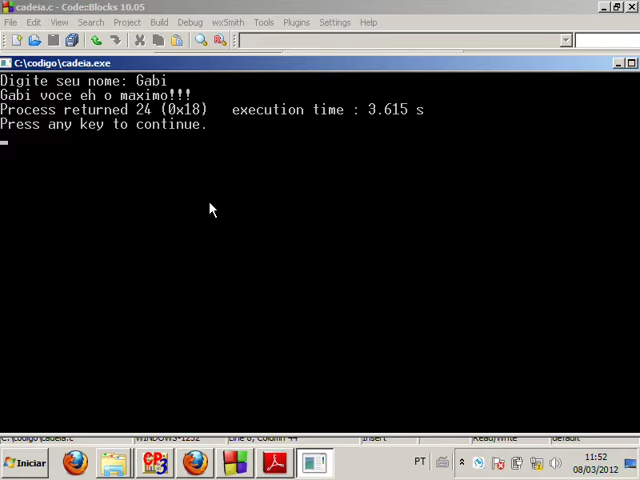 cadeia.c - Code::Blocks 10.05
File Edit View Search Project Build Debug wxSmith Tools Plugins Settings Help
C:\codigo\cadeia.exe
Digite seu nome: Gabi
Gabi voce eh o maximo!!!
Process returned 24 (0x18)   execution time : 3.615 s
Press any key to continue.
C:\codigo\cadeia.c WINDOWS-1252 Line 8, Column 44 Insert Read/Write default
Iniciar PT 11:52
08/03/2012